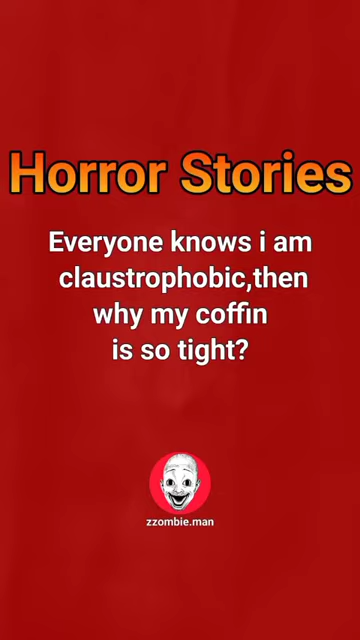 Horror Stories
Everyone knows i am
claustrophobic,then
why my coffin
is so tight?
zzombie.man